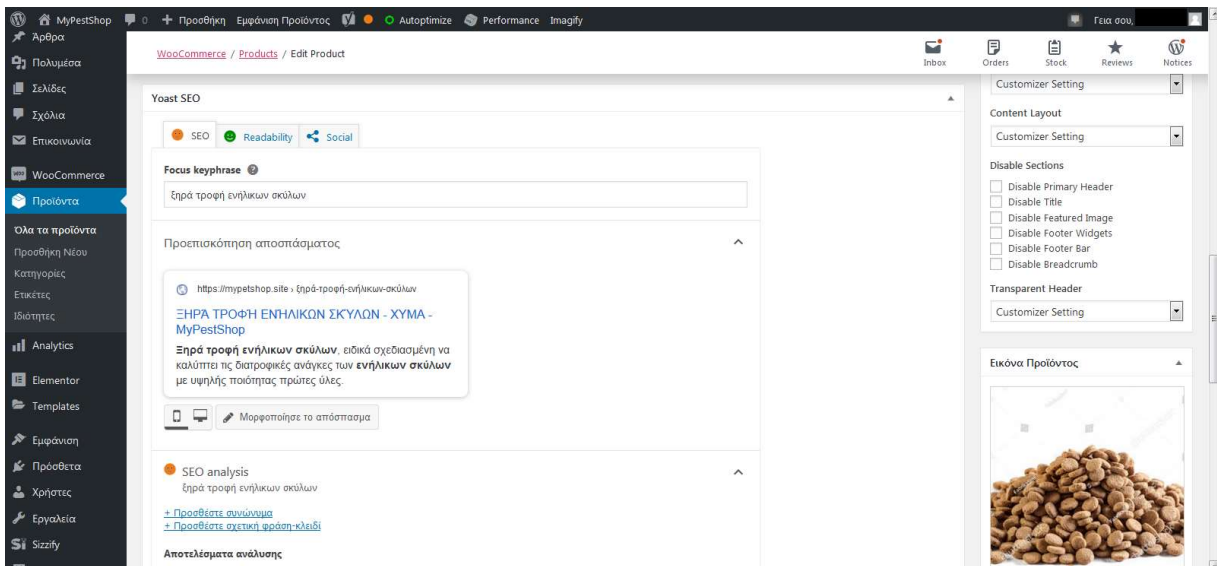 MyPestShop
0
Προσθήκη
Εμφάνιση Προϊόντος
Autoptimize
Performance
Imagify
Γεια σου,
Άρθρα
Πολυμέσα
Σελίδες
Σχόλια
Επικοινωνία
WooCommerce
Προϊόντα
Όλα τα προϊόντα
Προσθήκη Νέου
Κατηγορίες
Ετικέτες
Ιδιότητες
Analytics
Elementor
Templates
Εμφάνιση
Πρόσθετα
Χρήστες
Εργαλεία
Sizzify
WooCommerce / Products / Edit Product
Inbox
Orders
Stock
Reviews
Notices
Yoast SEO
SEO
Readability
Social
Focus keyphrase
ξηρά τροφή ενήλικων σκύλων
Προεπισκόπηση αποσπάσματος
https://mypetshop.site › ξηρά-τροφή-ενήλικων-σκύλων
ΞΗΡΆ ΤΡΟΦΉ ΕΝΉΛΙΚΩΝ ΣΚΎΛΩΝ - ΧΥΜΑ -
MyPestShop
Ξηρά τροφή ενήλικων σκύλων, ειδικά σχεδιασμένη να
καλύπτει τις διατροφικές ανάγκες των ενήλικων σκύλων
με υψηλής ποιότητας πρώτες ύλες.
Μορφοποίησε το απόσπασμα
SEO analysis
ξηρά τροφή ενήλικων σκύλων
+ Προσθέστε συνώνυμα
+ Προσθέστε σχετική φράση-κλειδί
Αποτελέσματα ανάλυσης
Customizer Setting
Content Layout
Customizer Setting
Disable Sections
Disable Primary Header
Disable Title
Disable Featured Image
Disable Footer Widgets
Disable Footer Bar
Disable Breadcrumb
Transparent Header
Customizer Setting
Εικόνα Προϊόντος